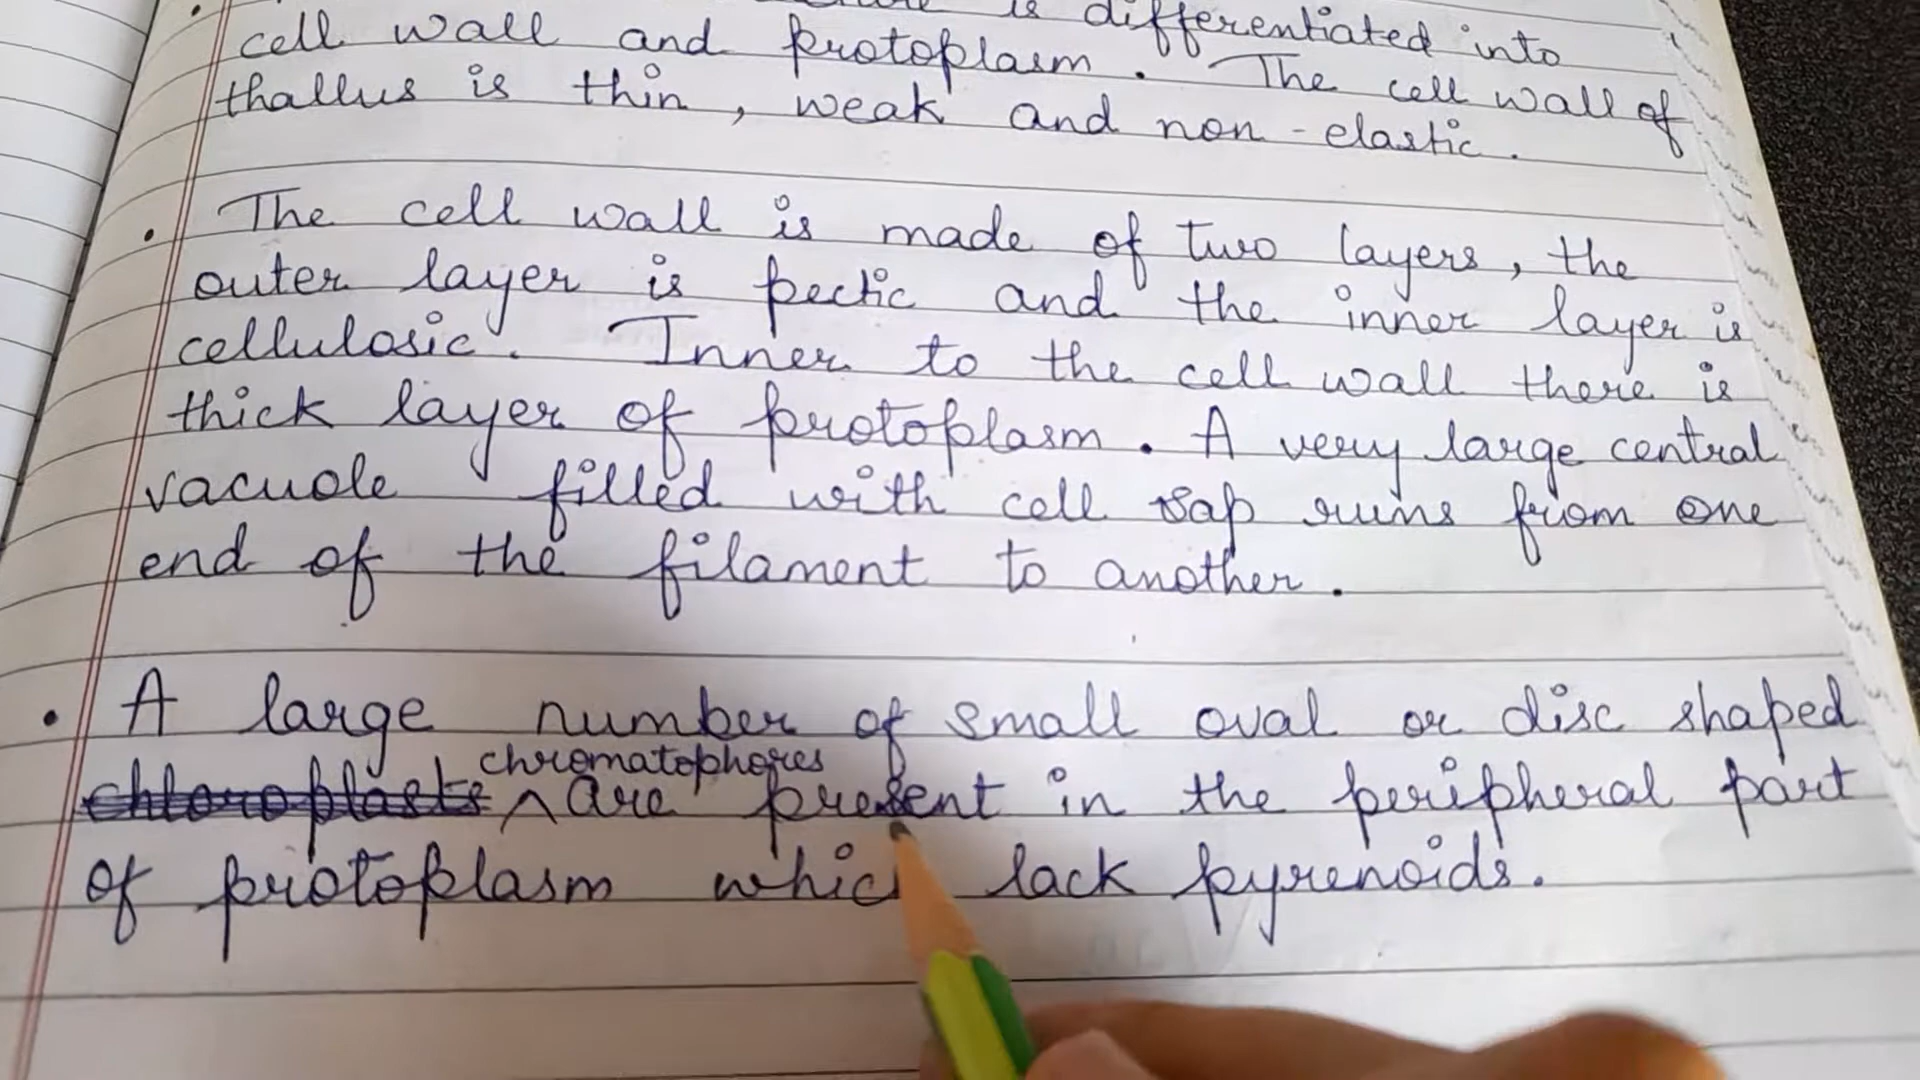 is differentiated into
cell wall and protoplasm. The cell wall of
thallus is thin, weak and non-elastic.
• The cell wall is made of two layers, the
outer layer is pectic and the inner layer is
cellulosic. Inner to the cell wall there is
thick layer of protoplasm. A very large central
vacuole filled with cell sap runs from one
end of the filament to another.
• A large number of small oval or disc shaped
chromatophores
chloroplasts ^ are present in the peripheral part
of protoplasm which lack pyrenoids.